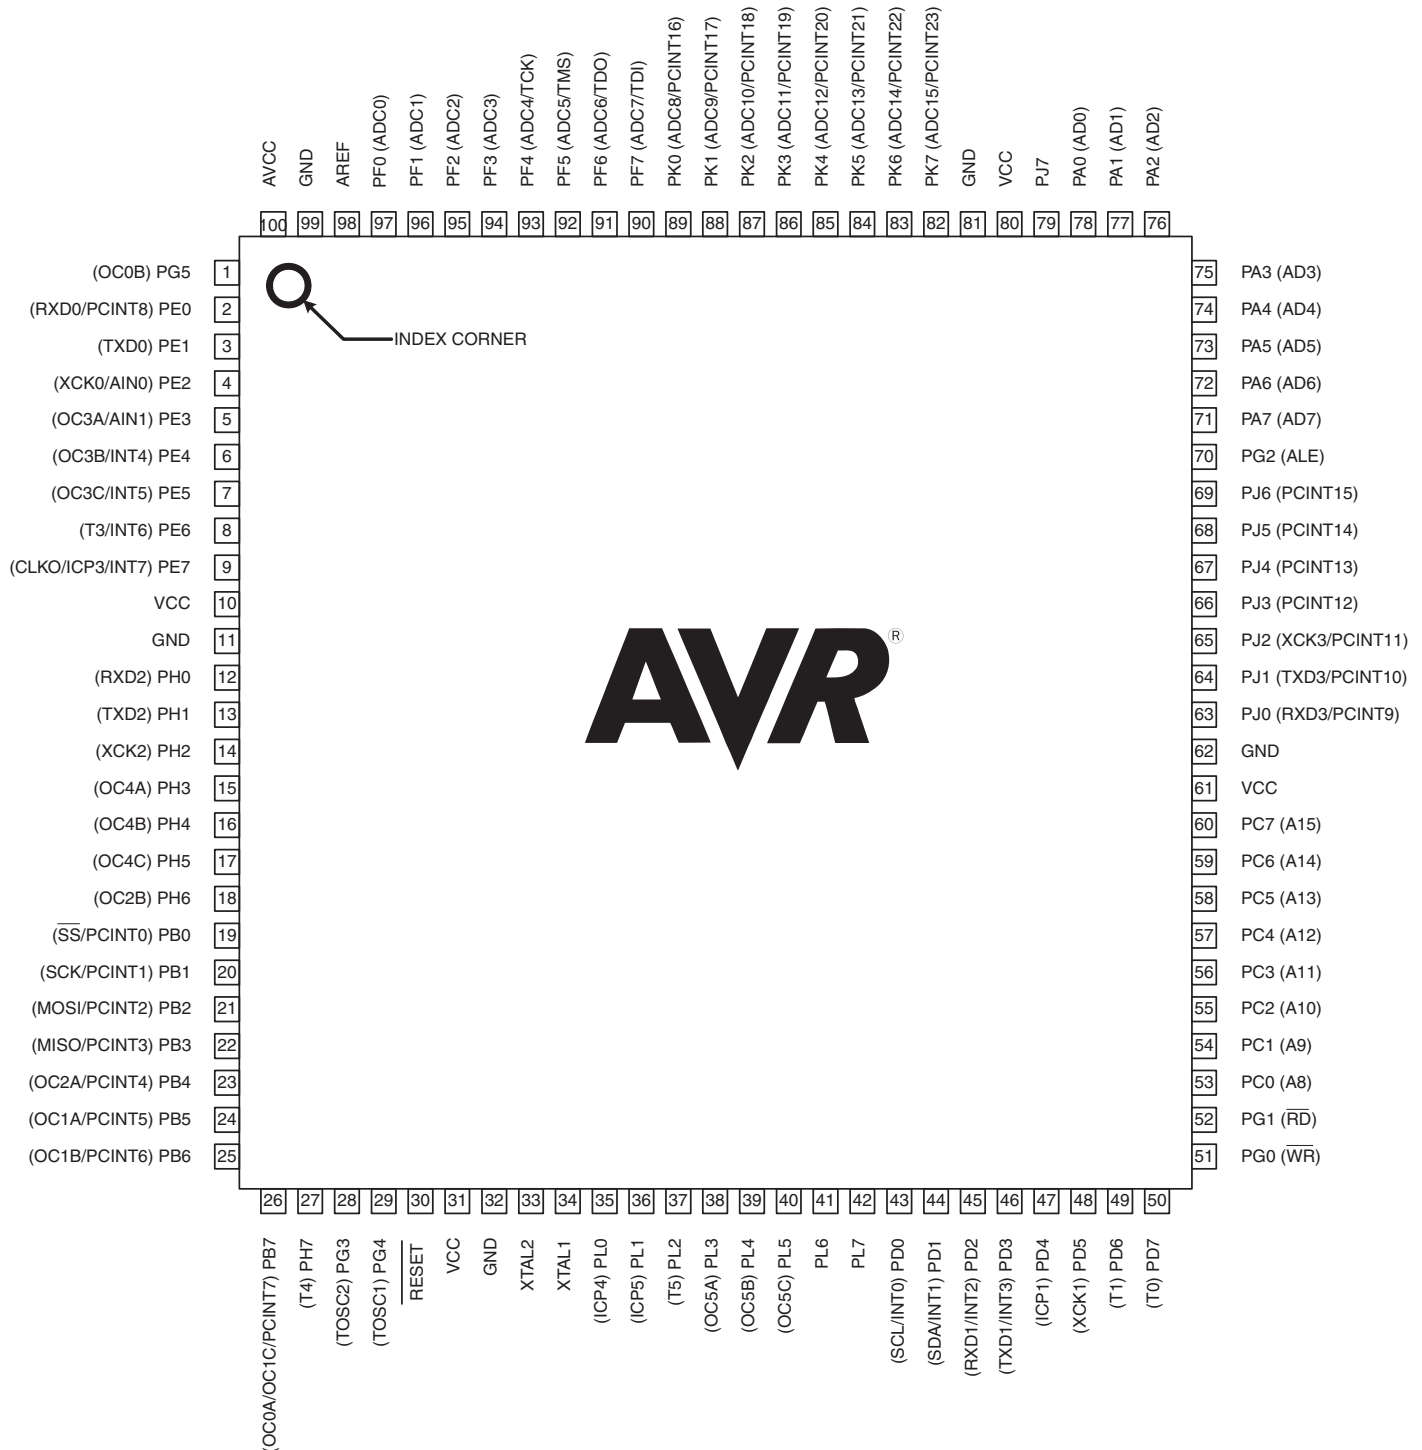 AVCC
GND
AREF
PF0 (ADC0)
PF1 (ADC1)
PF2 (ADC2)
PF3 (ADC3)
PF4 (ADC4/TCK)
PF5 (ADC5/TMS)
PF6 (ADC6/TDO)
PF7 (ADC7/TDI)
PK0 (ADC8/PCINT16)
PK1 (ADC9/PCINT17)
PK2 (ADC10/PCINT18)
PK3 (ADC11/PCINT19)
PK4 (ADC12/PCINT20)
PK5 (ADC13/PCINT21)
PK6 (ADC14/PCINT22)
PK7 (ADC15/PCINT23)
GND
VCC
PJ7
PA0 (AD0)
PA1 (AD1)
PA2 (AD2)
100 99 98 97 96 95 94 93 92 91 90 89 88 87 86 85 84 83 82 81 80 79 78 77 76
(OC0B) PG5 1
(RXD0/PCINT8) PE0 2
(TXD0) PE1 3
(XCK0/AIN0) PE2 4
(OC3A/AIN1) PE3 5
(OC3B/INT4) PE4 6
(OC3C/INT5) PE5 7
(T3/INT6) PE6 8
(CLKO/ICP3/INT7) PE7 9
VCC 10
GND 11
(RXD2) PH0 12
(TXD2) PH1 13
(XCK2) PH2 14
(OC4A) PH3 15
(OC4B) PH4 16
(OC4C) PH5 17
(OC2B) PH6 18
(SS/PCINT0) PB0 19
(SCK/PCINT1) PB1 20
(MOSI/PCINT2) PB2 21
(MISO/PCINT3) PB3 22
(OC2A/PCINT4) PB4 23
(OC1A/PCINT5) PB5 24
(OC1B/PCINT6) PB6 25
INDEX CORNER
AVR®
75 PA3 (AD3)
74 PA4 (AD4)
73 PA5 (AD5)
72 PA6 (AD6)
71 PA7 (AD7)
70 PG2 (ALE)
69 PJ6 (PCINT15)
68 PJ5 (PCINT14)
67 PJ4 (PCINT13)
66 PJ3 (PCINT12)
65 PJ2 (XCK3/PCINT11)
64 PJ1 (TXD3/PCINT10)
63 PJ0 (RXD3/PCINT9)
62 GND
61 VCC
60 PC7 (A15)
59 PC6 (A14)
58 PC5 (A13)
57 PC4 (A12)
56 PC3 (A11)
55 PC2 (A10)
54 PC1 (A9)
53 PC0 (A8)
52 PG1 (RD)
51 PG0 (WR)
26 27 28 29 30 31 32 33 34 35 36 37 38 39 40 41 42 43 44 45 46 47 48 49 50
(OC0A/OC1C/PCINT7) PB7
(T4) PH7
(TOSC2) PG3
(TOSC1) PG4
RESET
VCC
GND
XTAL2
XTAL1
(ICP4) PL0
(ICP5) PL1
(T5) PL2
(OC5A) PL3
(OC5B) PL4
(OC5C) PL5
PL6
PL7
(SCL/INT0) PD0
(SDA/INT1) PD1
(RXD1/INT2) PD2
(TXD1/INT3) PD3
(ICP1) PD4
(XCK1) PD5
(T1) PD6
(T0) PD7